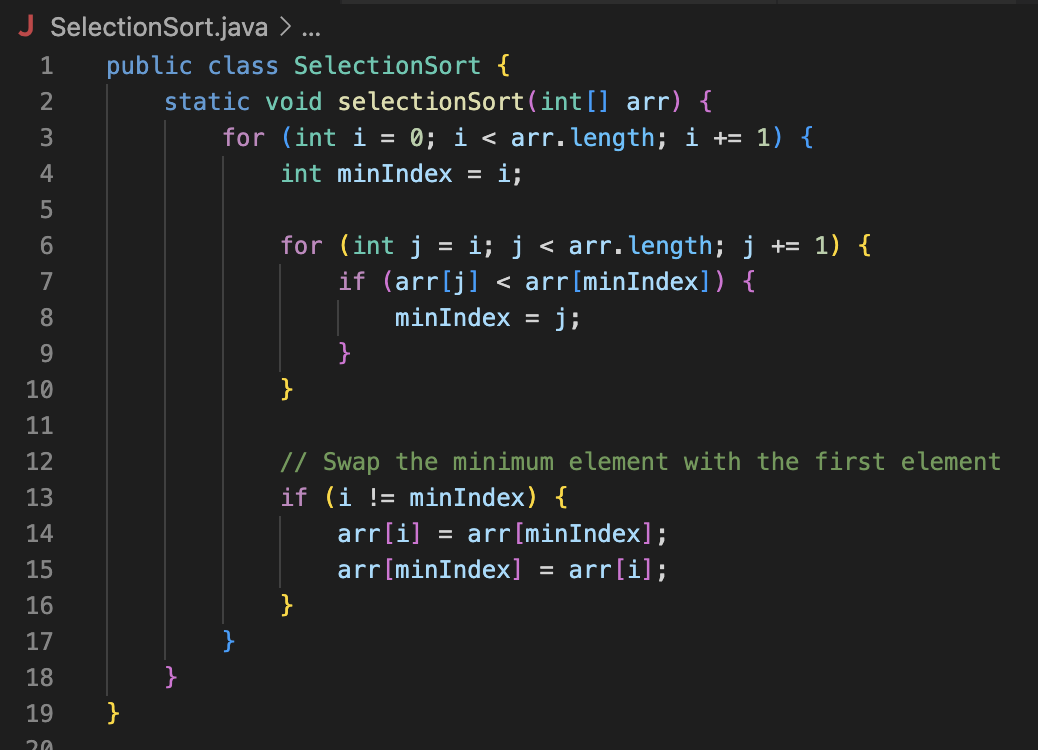 J SelectionSort.java > ...
1 public class SelectionSort {
2     static void selectionSort(int[] arr) {
3         for (int i = 0; i < arr.length; i += 1) {
4             int minIndex = i;
5
6             for (int j = i; j < arr.length; j += 1) {
7                 if (arr[j] < arr[minIndex]) {
8                     minIndex = j;
9                 }
10             }
11
12             // Swap the minimum element with the first element
13             if (i != minIndex) {
14                 arr[i] = arr[minIndex];
15                 arr[minIndex] = arr[i];
16             }
17         }
18     }
19 }
20